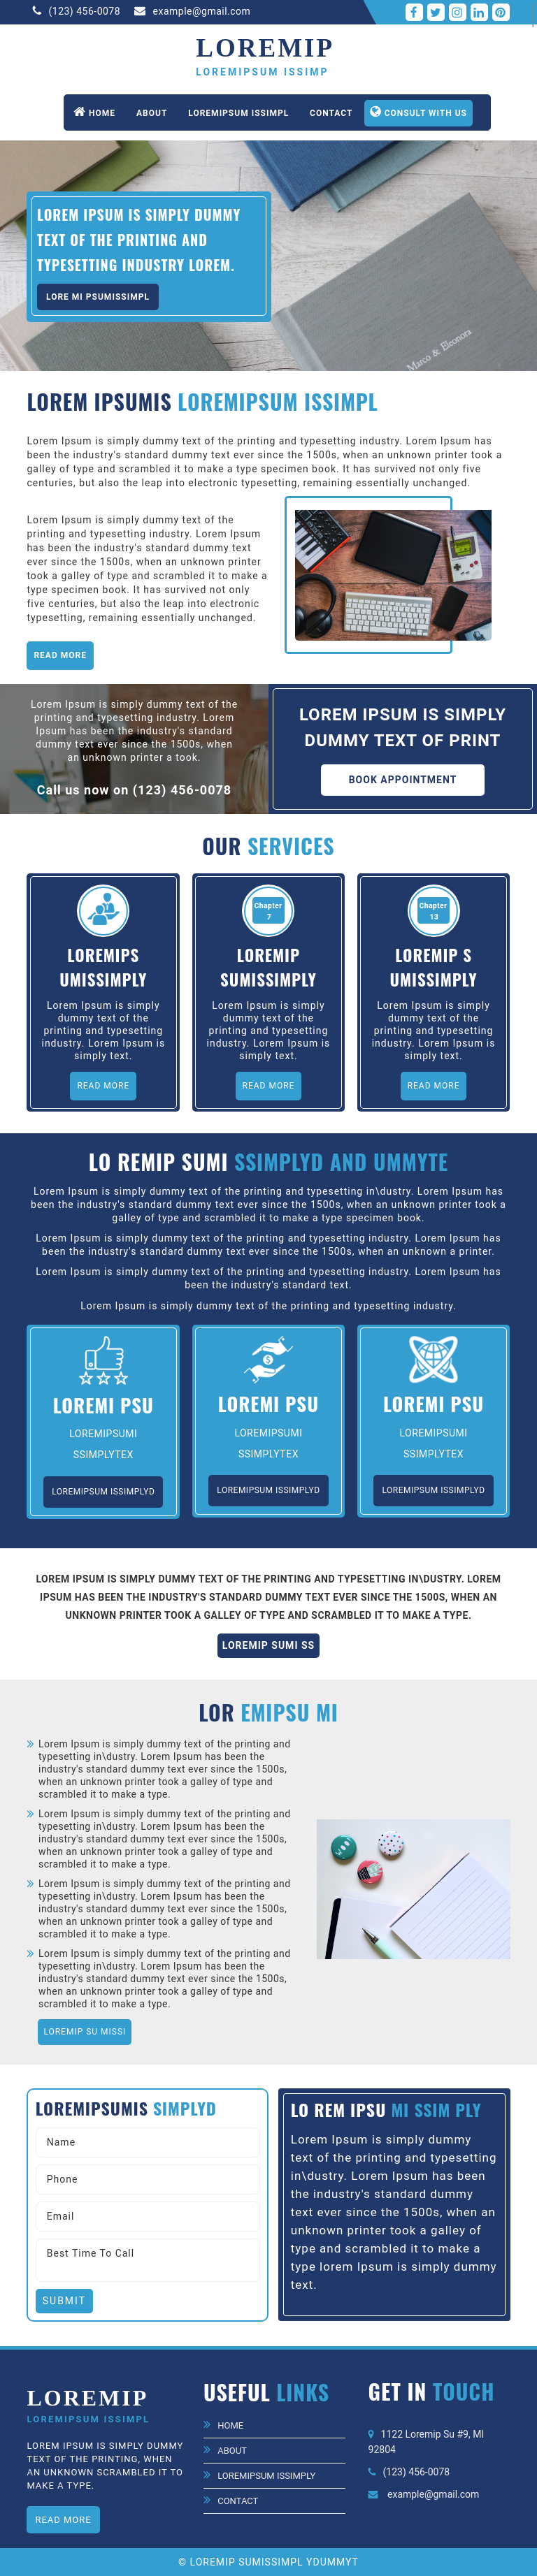 (123) 456-0078 example@gmail.com
LOREMIP
LOREMIPSUM ISSIMP
HOME ABOUT LOREMIPSUM ISSIMPL CONTACT CONSULT WITH US
LOREM IPSUM IS SIMPLY DUMMY
TEXT OF THE PRINTING AND
TYPESETTING INDUSTRY LOREM.
LORE MI PSUMISSIMPL
Marco & Eleonora
LOREM IPSUMIS LOREMIPSUM ISSIMPL
Lorem Ipsum is simply dummy text of the printing and typesetting industry. Lorem Ipsum has
been the industry's standard dummy text ever since the 1500s, when an unknown printer took a
galley of type and scrambled it to make a type specimen book. It has survived not only five
centuries, but also the leap into electronic typesetting, remaining essentially unchanged.
Lorem Ipsum is simply dummy text of the
printing and typesetting industry. Lorem Ipsum
has been the industry's standard dummy text
ever since the 1500s, when an unknown printer
took a galley of type and scrambled it to make a
type specimen book. It has survived not only
five centuries, but also the leap into electronic
typesetting, remaining essentially unchanged.
READ MORE
Lorem Ipsum is simply dummy text of the
printing and typesetting industry. Lorem
Ipsum has been the industry's standard
dummy text ever since the 1500s, when
an unknown printer a took.
Call us now on (123) 456-0078
LOREM IPSUM IS SIMPLY
DUMMY TEXT OF PRINT
BOOK APPOINTMENT
OUR SERVICES
LOREMIPS
UMISSIMPLY
Lorem Ipsum is simply
dummy text of the
printing and typesetting
industry. Lorem Ipsum is
simply text.
READ MORE
Chapter
7
LOREMIP
SUMISSIMPLY
Lorem Ipsum is simply
dummy text of the
printing and typesetting
industry. Lorem Ipsum is
simply text.
READ MORE
Chapter
13
LOREMIP S
UMISSIMPLY
Lorem Ipsum is simply
dummy text of the
printing and typesetting
industry. Lorem Ipsum is
simply text.
READ MORE
LO REMIP SUMI SSIMPLYD AND UMMYTE
Lorem Ipsum is simply dummy text of the printing and typesetting in\dustry. Lorem Ipsum has
been the industry's standard dummy text ever since the 1500s, when an unknown printer took a
galley of type and scrambled it to make a type specimen book.
Lorem Ipsum is simply dummy text of the printing and typesetting industry. Lorem Ipsum has
been the industry's standard dummy text ever since the 1500s, when an unknown a printer.
Lorem Ipsum is simply dummy text of the printing and typesetting industry. Lorem Ipsum has
been the industry's standard text.
Lorem Ipsum is simply dummy text of the printing and typesetting industry.
LOREMI PSU
LOREMIPSUMI
SSIMPLYTEX
LOREMIPSUM ISSIMPLYD
LOREMI PSU
LOREMIPSUMI
SSIMPLYTEX
LOREMIPSUM ISSIMPLYD
LOREMI PSU
LOREMIPSUMI
SSIMPLYTEX
LOREMIPSUM ISSIMPLYD
LOREM IPSUM IS SIMPLY DUMMY TEXT OF THE PRINTING AND TYPESETTING IN\DUSTRY. LOREM
IPSUM HAS BEEN THE INDUSTRY'S STANDARD DUMMY TEXT EVER SINCE THE 1500S, WHEN AN
UNKNOWN PRINTER TOOK A GALLEY OF TYPE AND SCRAMBLED IT TO MAKE A TYPE.
LOREMIP SUMI SS
LOR EMIPSU MI
Lorem Ipsum is simply dummy text of the printing and
typesetting in\dustry. Lorem Ipsum has been the
industry's standard dummy text ever since the 1500s,
when an unknown printer took a galley of type and
scrambled it to make a type.
Lorem Ipsum is simply dummy text of the printing and
typesetting in\dustry. Lorem Ipsum has been the
industry's standard dummy text ever since the 1500s,
when an unknown printer took a galley of type and
scrambled it to make a type.
Lorem Ipsum is simply dummy text of the printing and
typesetting in\dustry. Lorem Ipsum has been the
industry's standard dummy text ever since the 1500s,
when an unknown printer took a galley of type and
scrambled it to make a type.
Lorem Ipsum is simply dummy text of the printing and
typesetting in\dustry. Lorem Ipsum has been the
industry's standard dummy text ever since the 1500s,
when an unknown printer took a galley of type and
scrambled it to make a type.
LOREMIP SU MISSI
LOREMIPSUMIS SIMPLYD
Name
Phone
Email
Best Time To Call
SUBMIT
LO REM IPSU MI SSIM PLY
Lorem Ipsum is simply dummy
text of the printing and typesetting
in\dustry. Lorem Ipsum has been
the industry's standard dummy
text ever since the 1500s, when an
unknown printer took a galley of
type and scrambled it to make a
type lorem Ipsum is simply dummy
text.
LOREMIP
LOREMIPSUM ISSIMPL
LOREM IPSUM IS SIMPLY DUMMY
TEXT OF THE PRINTING, WHEN
AN UNKNOWN SCRAMBLED IT TO
MAKE A TYPE.
READ MORE
USEFUL LINKS
HOME
ABOUT
LOREMIPSUM ISSIMPLY
CONTACT
GET IN TOUCH
1122 Loremip Su #9, MI
92804
(123) 456-0078
example@gmail.com
© LOREMIP SUMISSIMPL YDUMMYT